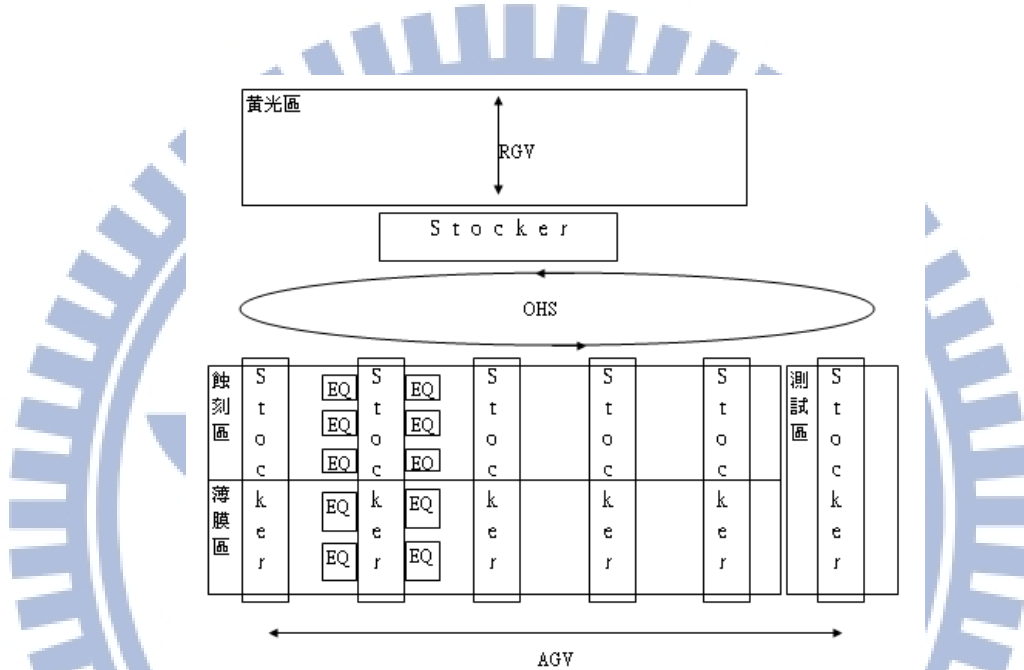 黃光區
RGV
Stocker
OHS
蝕刻區
Stocker
EQ
EQ
EQ
EQ
EQ
Stocker
EQ
EQ
EQ
EQ
EQ
Stocker
Stocker
Stocker
測試區
Stocker
薄膜區
AGV